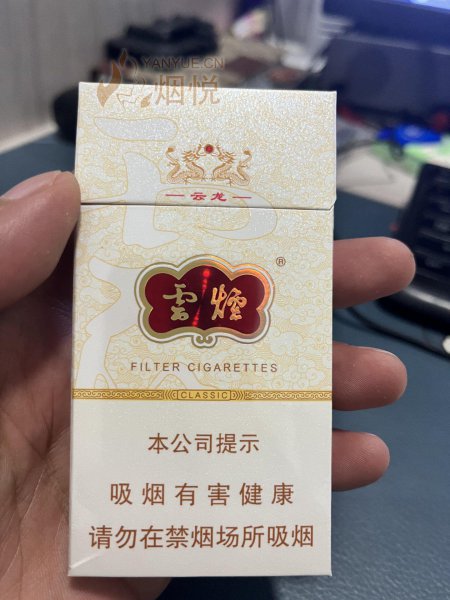 YANYUE.CN
烟悦
云龙
雲煙
®
FILTER CIGARETTES
CLASSIC
本公司提示
吸烟有害健康
请勿在禁烟场所吸烟